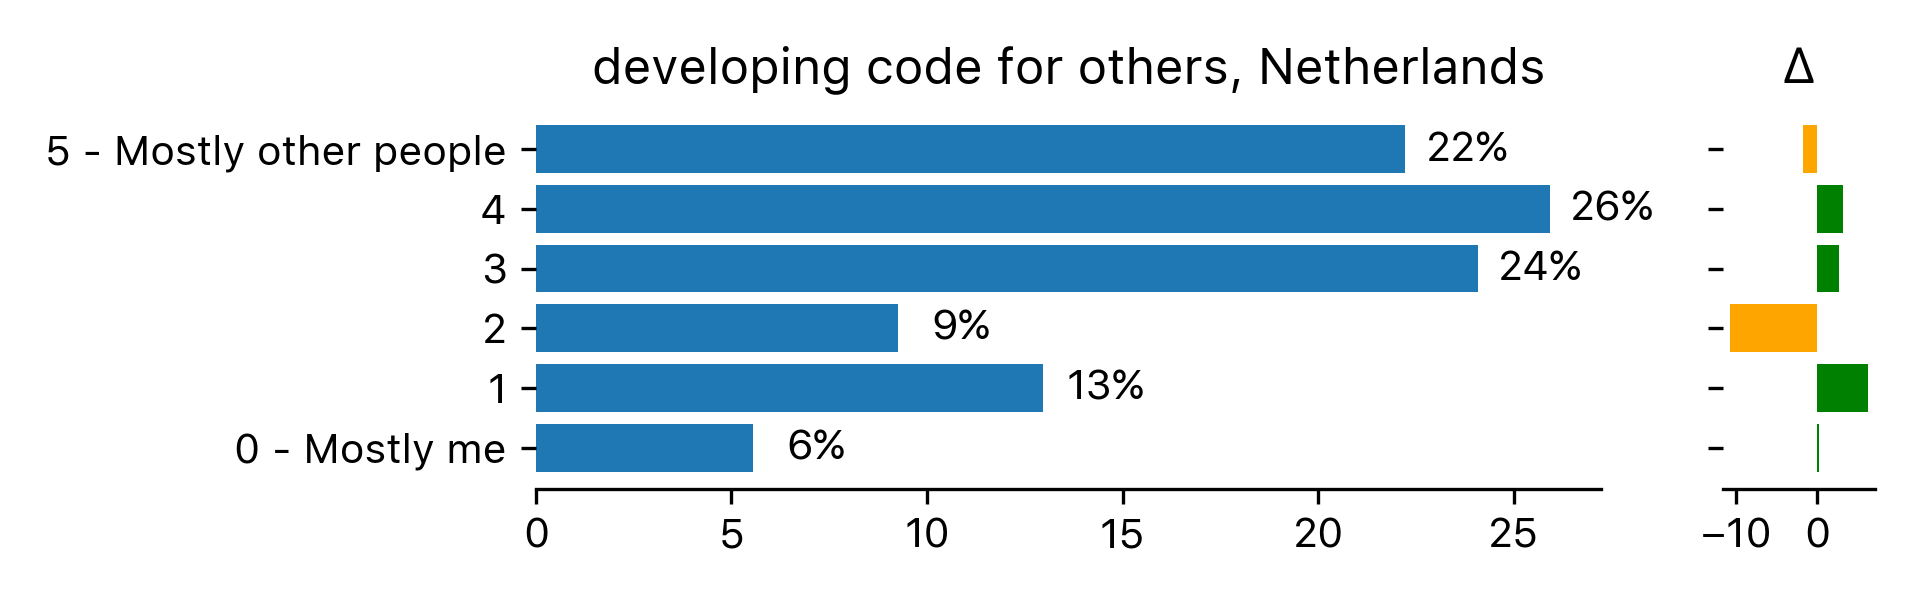 developing code for others, Netherlands
Δ
5 - Mostly other people
22%
4
26%
3
24%
2
9%
1
13%
0 - Mostly me
6%
0 5 10 15 20 25
−10 0